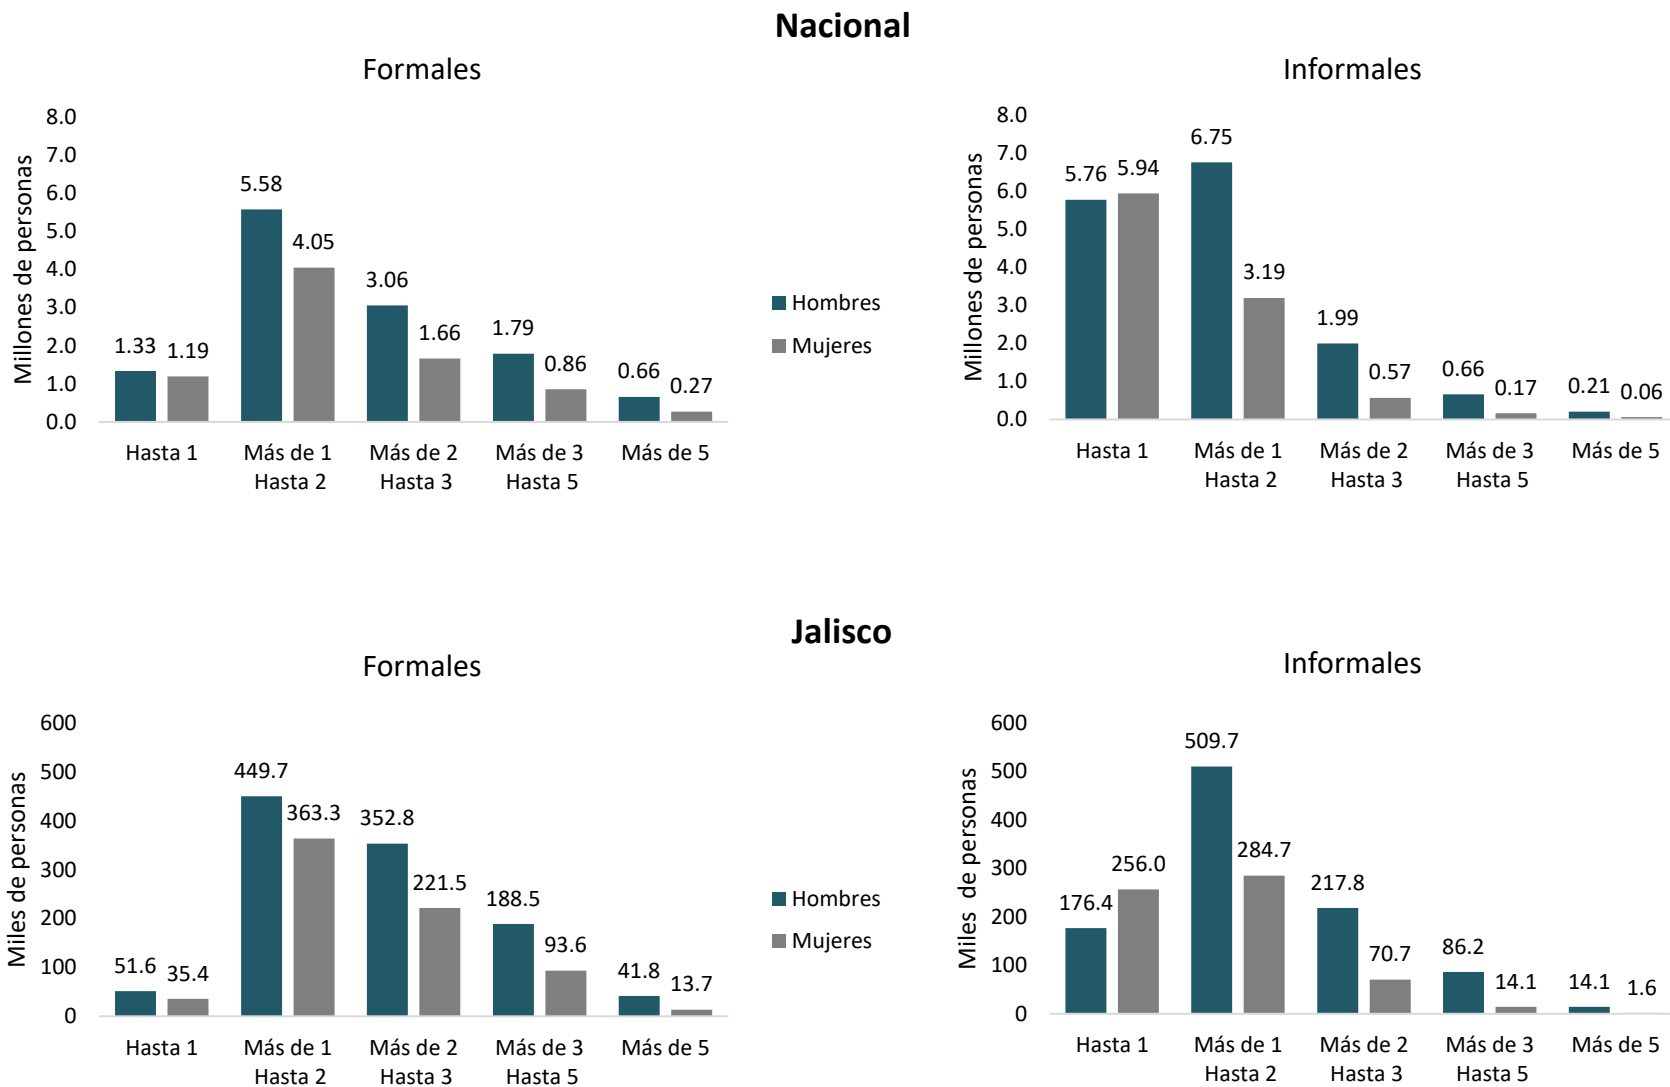 Nacional
Formales
Millones de personas
8.0
7.0
6.0
5.0
4.0
3.0
2.0
1.0
0.0
1.33 1.19
5.58
4.05
3.06
1.66
1.79
0.86
0.66
0.27
Hasta 1
Más de 1
Hasta 2
Más de 2
Hasta 3
Más de 3
Hasta 5
Más de 5
Hombres
Mujeres
Informales
Millones de personas
8.0
7.0
6.0
5.0
4.0
3.0
2.0
1.0
0.0
5.76 5.94
6.75
3.19
1.99
0.57
0.66
0.17
0.21 0.06
Hasta 1
Más de 1
Hasta 2
Más de 2
Hasta 3
Más de 3
Hasta 5
Más de 5
Jalisco
Formales
Miles de personas
600
500
400
300
200
100
0
51.6 35.4
449.7
363.3
352.8
221.5
188.5
93.6
41.8
13.7
Hasta 1
Más de 1
Hasta 2
Más de 2
Hasta 3
Más de 3
Hasta 5
Más de 5
Hombres
Mujeres
Informales
Miles de personas
600
500
400
300
200
100
0
176.4
256.0
509.7
284.7
217.8
70.7
86.2
14.1
14.1 1.6
Hasta 1
Más de 1
Hasta 2
Más de 2
Hasta 3
Más de 3
Hasta 5
Más de 5